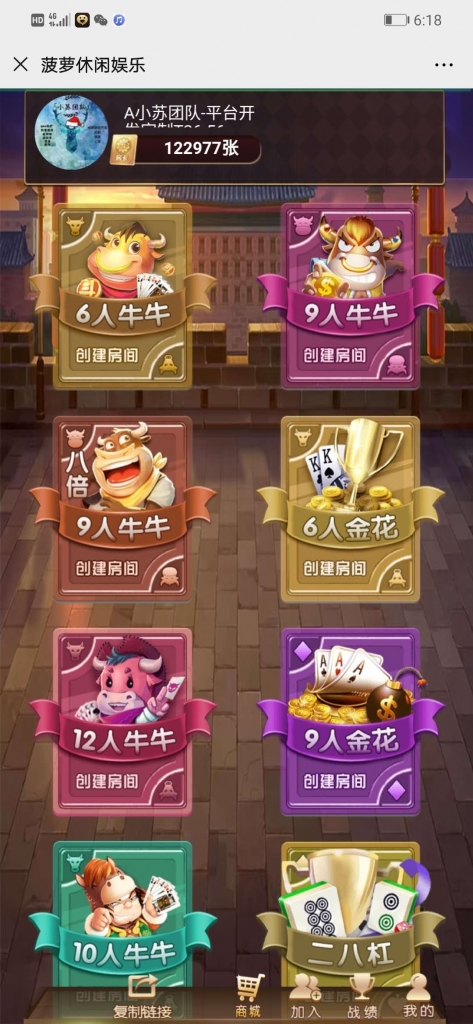 HD 4G 6:18
菠萝休闲娱乐
A小苏团队-平台开
122977张
6人牛牛
创建房间
9人牛牛
创建房间
八倍
9人牛牛
创建房间
K K
6人金花
创建房间
12人牛牛
创建房间
A A A
9人金花
创建房间
10人牛牛
二八杠
复制链接
商城
加入
战绩
我的